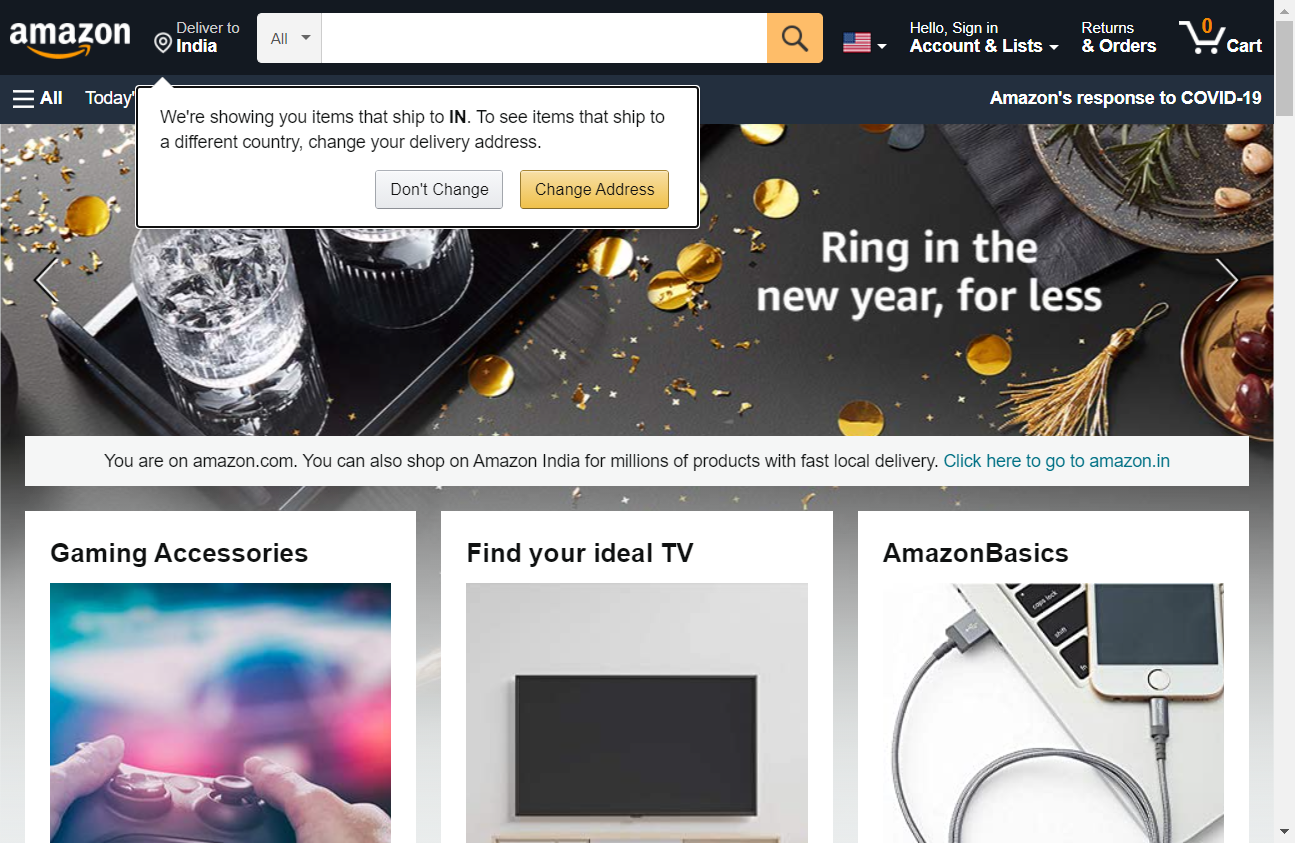 amazon
Deliver to
India
All
Hello, Sign in
Account & Lists
Returns
& Orders
0
Cart
All
Today'
Amazon's response to COVID-19
We're showing you items that ship to IN. To see items that ship to
a different country, change your delivery address.
Don't Change
Change Address
Ring in the
new year, for less
You are on amazon.com. You can also shop on Amazon India for millions of products with fast local delivery. Click here to go to amazon.in
Gaming Accessories
Find your ideal TV
AmazonBasics
caps lock
shift
fn